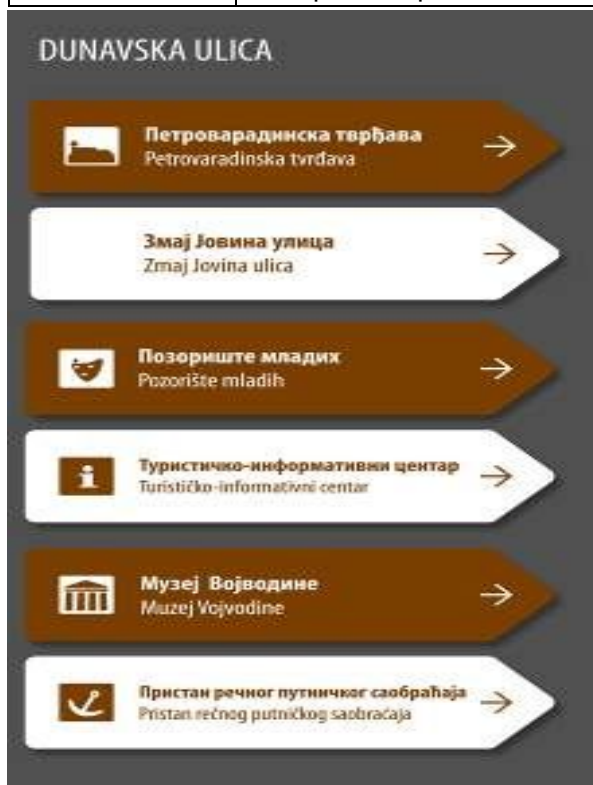 DUNAVSKA ULICA
Петроварадинска тврђава
Petrovaradinska tvrđava
Змај Јовина улица
Zmaj Jovina ulica
Позориште младих
Pozorište mladih
Туристичко-информативни центар
Turističko-informativni centar
Музеј Војводине
Muzej Vojvodine
Пристан речног путничког саобраћаја
Pristan rečnog putničkog saobraćaja